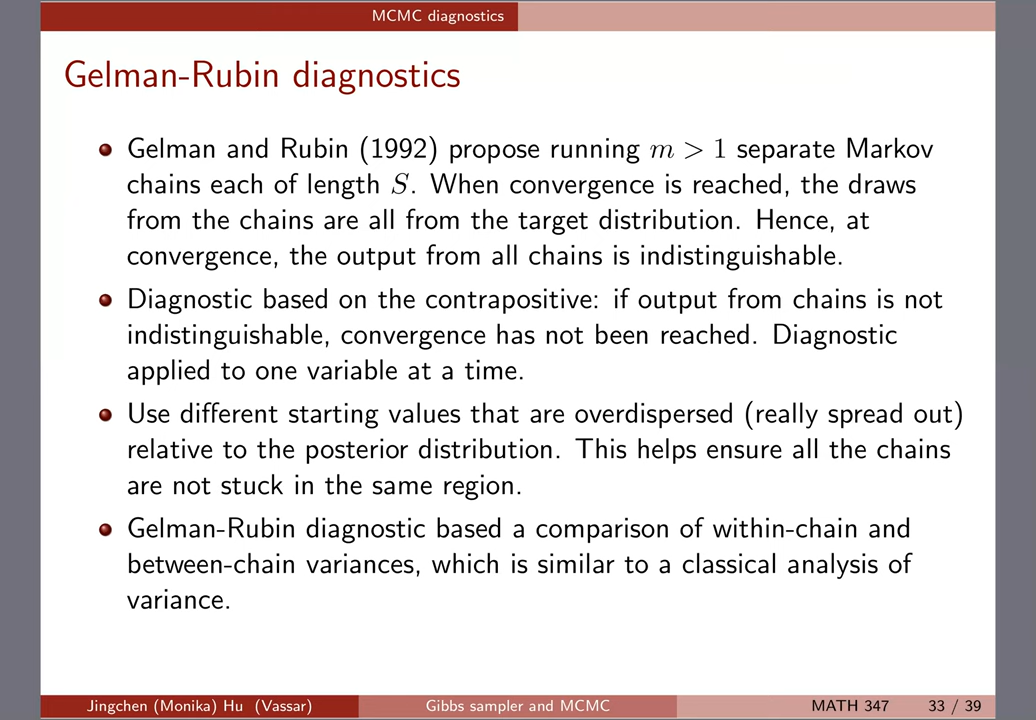 MCMC diagnostics
Gelman-Rubin diagnostics
Gelman and Rubin (1992) propose running m > 1 separate Markov
chains each of length S. When convergence is reached, the draws
from the chains are all from the target distribution. Hence, at
convergence, the output from all chains is indistinguishable.
Diagnostic based on the contrapositive: if output from chains is not
indistinguishable, convergence has not been reached. Diagnostic
applied to one variable at a time.
Use different starting values that are overdispersed (really spread out)
relative to the posterior distribution. This helps ensure all the chains
are not stuck in the same region.
Gelman-Rubin diagnostic based a comparison of within-chain and
between-chain variances, which is similar to a classical analysis of
variance.
Jingchen (Monika) Hu (Vassar) Gibbs sampler and MCMC MATH 347 33 / 39